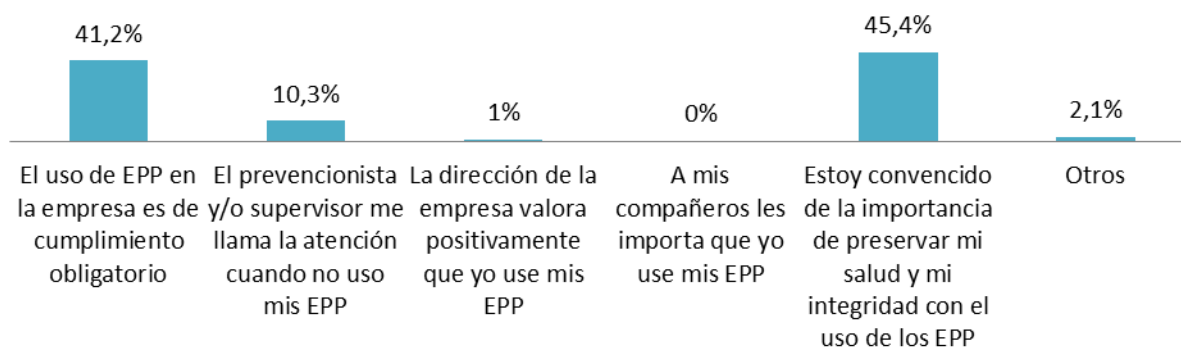 41,2%
10,3%
1%
0%
45,4%
2,1%
El uso de EPP en
la empresa es de
cumplimiento
obligatorio
El prevencionista
y/o supervisor me
llama la atención
cuando no uso
mis EPP
La dirección de la
empresa valora
positivamente
que yo use mis
EPP
A mis
compañeros les
importa que yo
use mis EPP
Estoy convencido
de la importancia
de preservar mi
salud y mi
integridad con el
uso de los EPP
Otros